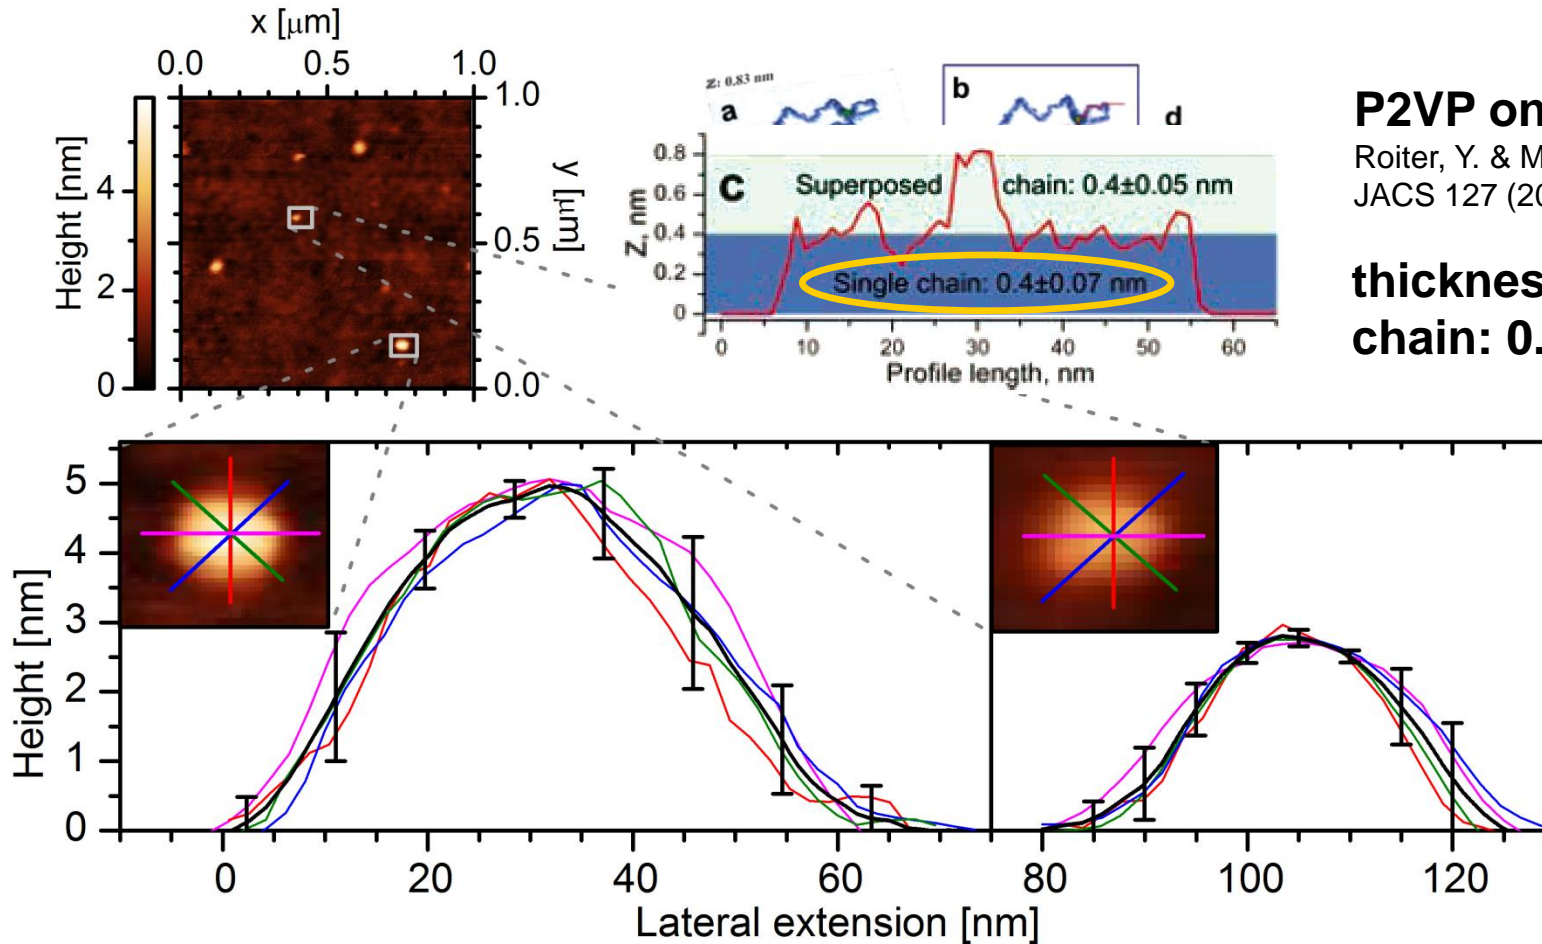 x [μm]
0.0 0.5 1.0
Height [nm]
4
2
0
1.0
0.5
0.0
y [μm]
Z: 0.83 nm
a
b
d
c
Superposed chain: 0.4±0.05 nm
Single chain: 0.4±0.07 nm
Z, nm
0.8
0.6
0.4
0.2
0
0 10 20 30 40 50 60
Profile length, nm
P2VP on
Roiter, Y. & M
JACS 127 (20
thicknes
chain: 0.
Height [nm]
5
4
3
2
1
0
0 20 40 60 80 100 120
Lateral extension [nm]